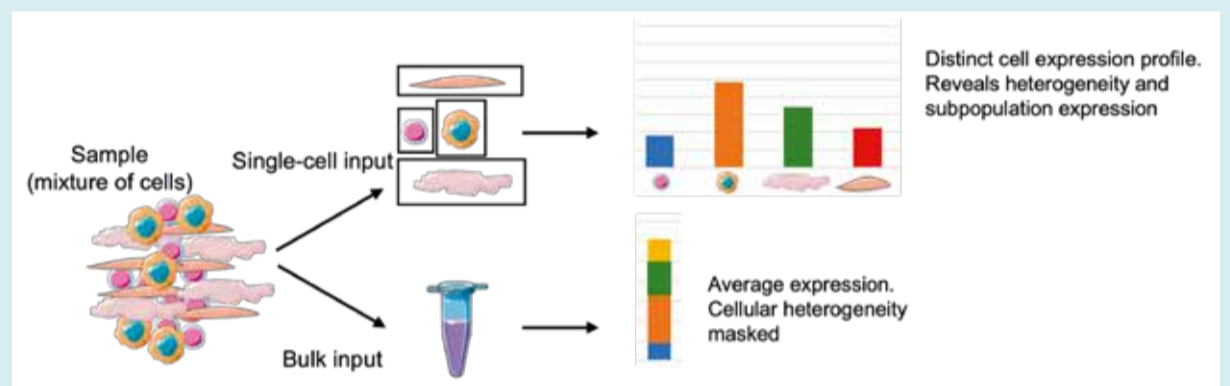 Sample
(mixture of cells)
Single-cell input
Bulk input
Distinct cell expression profile.
Reveals heterogeneity and
subpopulation expression
Average expression.
Cellular heterogeneity
masked